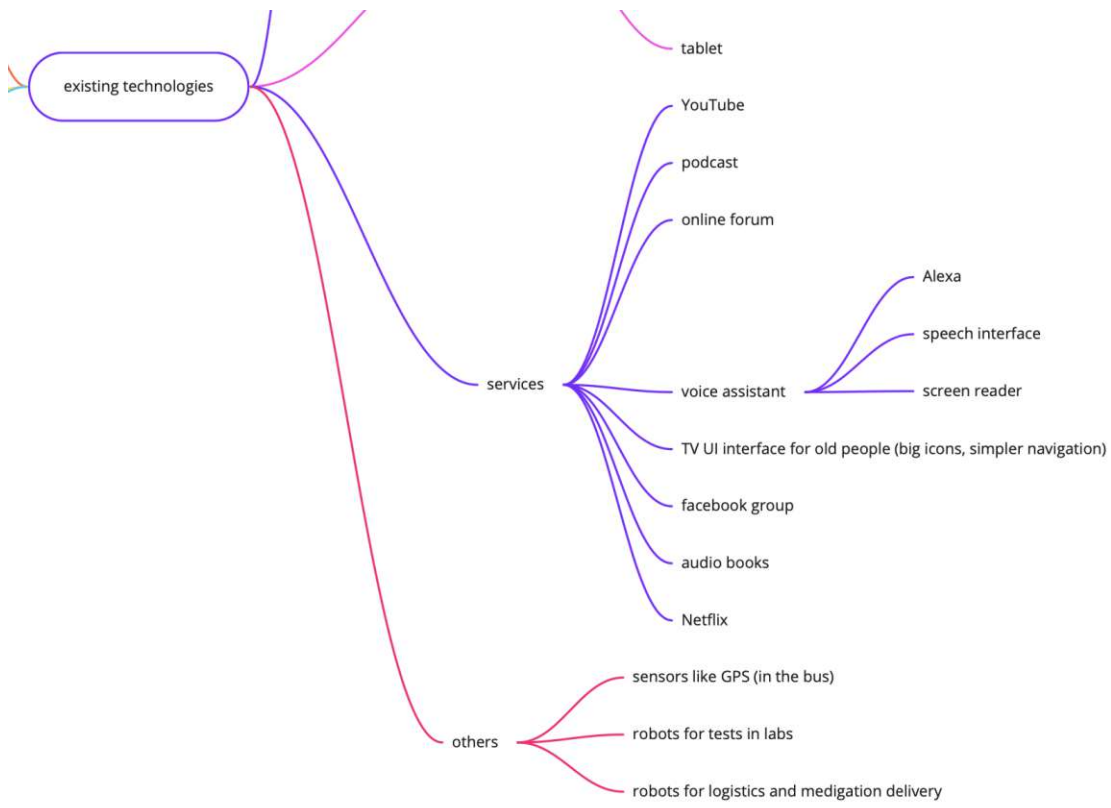 tablet
existing technologies
YouTube
podcast
online forum
Alexa
speech interface
services
voice assistant
screen reader
TV UI interface for old people (big icons, simpler navigation)
facebook group
audio books
Netflix
sensors like GPS (in the bus)
others
robots for tests in labs
robots for logistics and medigation delivery